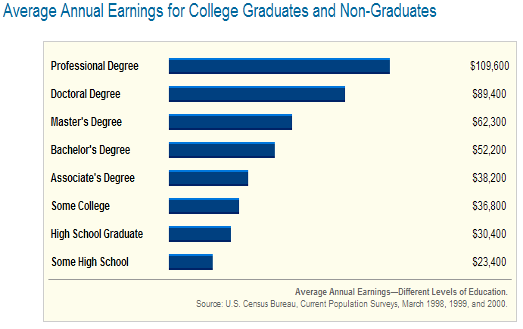 Average Annual Earnings for College Graduates and Non-Graduates
Professional Degree $109,600
Doctoral Degree $89,400
Master's Degree $62,300
Bachelor's Degree $52,200
Associate's Degree $38,200
Some College $36,800
High School Graduate $30,400
Some High School $23,400
Average Annual Earnings—Different Levels of Education.
Source: U.S. Census Bureau, Current Population Surveys, March 1998, 1999, and 2000.